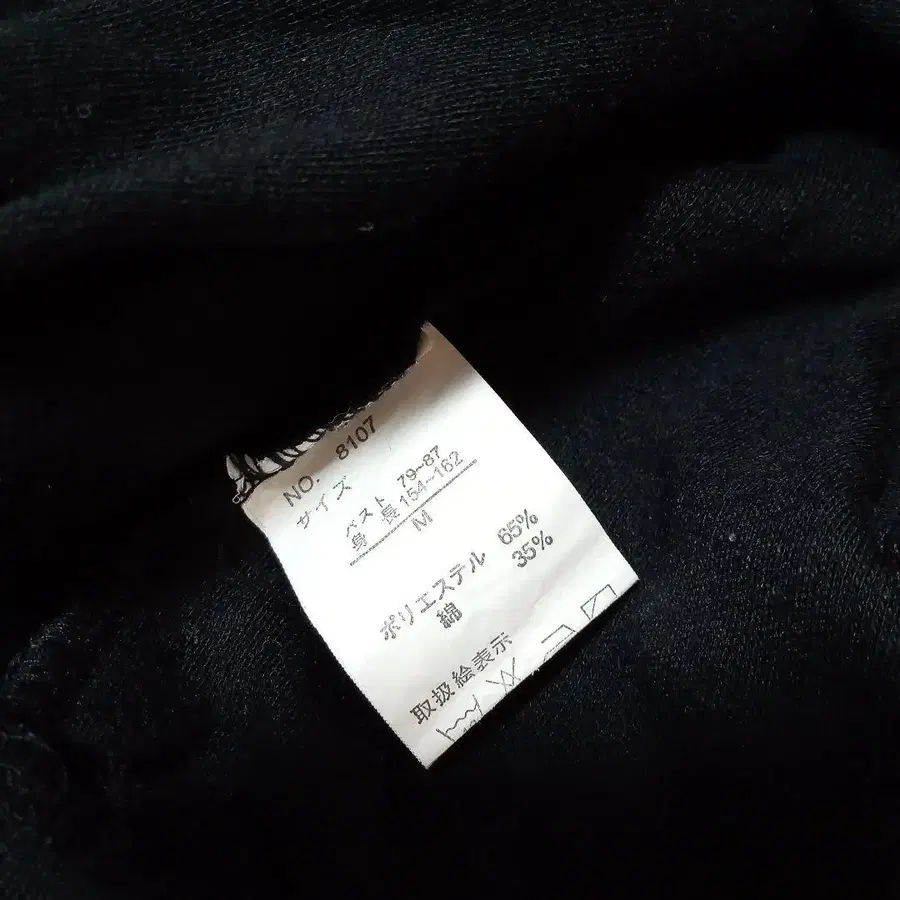 NO. 8107
サイズ
バスト 79~87
身 長 154~162
M
ポリエステル 65%
綿 35%
取扱絵表示